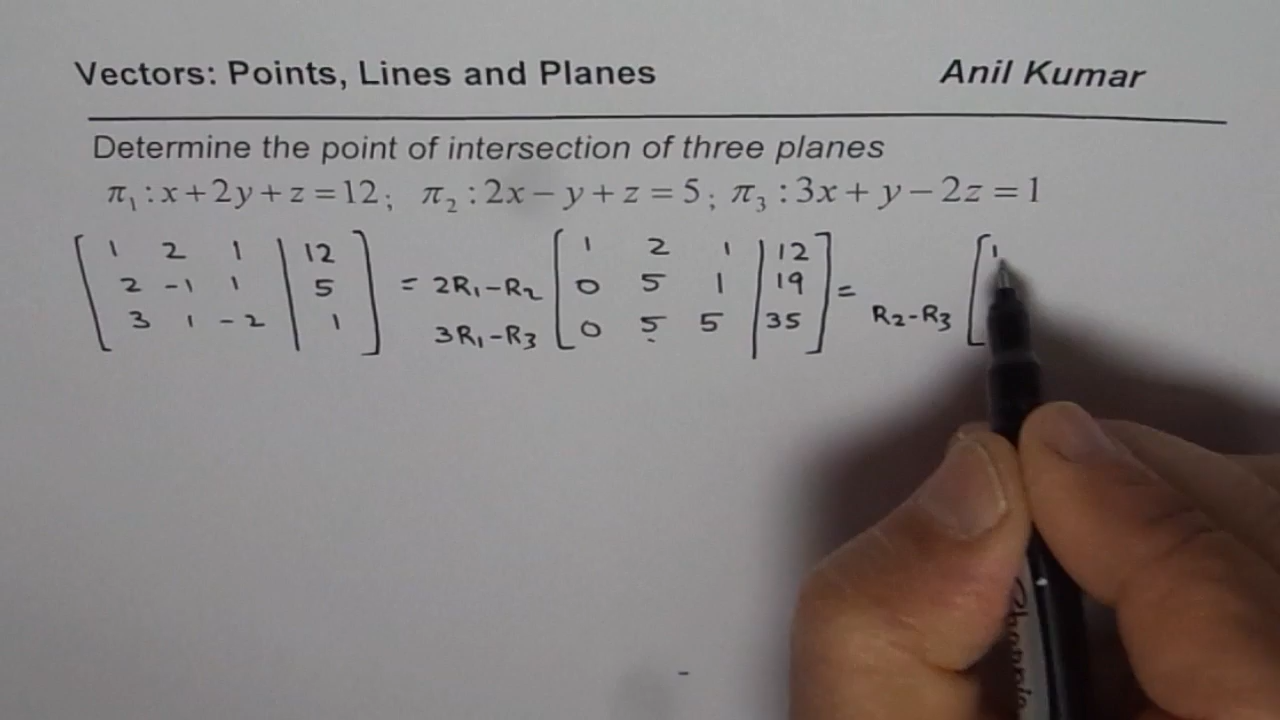 Vectors: Points, Lines and Planes Anil Kumar
Determine the point of intersection of three planes
π₁ : x + 2y + z = 12; π₂ : 2x − y + z = 5; π₃ : 3x + y − 2z = 1
[ 1 2 1 | 12 ] [ 1 2 1 | 12 ] [ 1
2 -1 1 | 5 = 2R₁-R₂ 0 5 1 | 19 =
3 1 -2 | 1 3R₁-R₃ 0 5 5 | 35 R₂-R₃